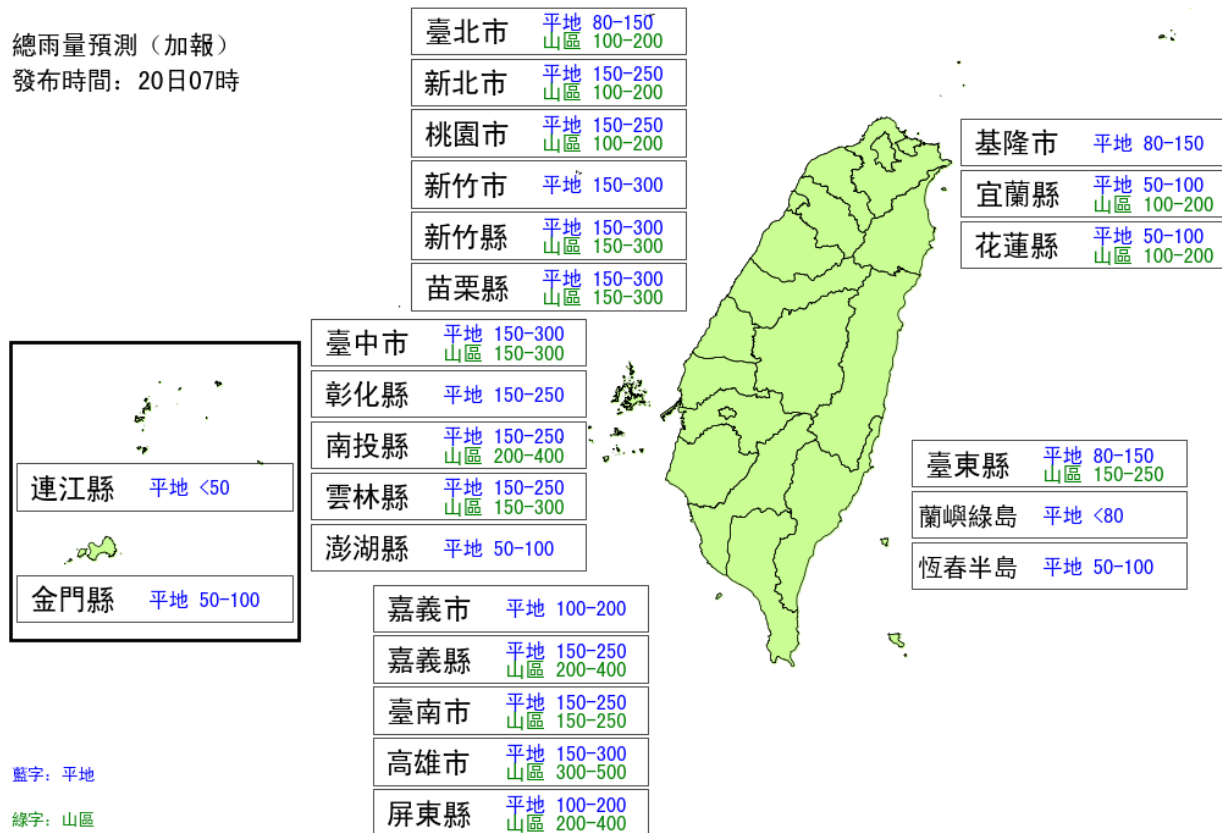 總雨量預測（加報）
發布時間：20日07時
臺北市 平地 80-150
山區 100-200
新北市 平地 150-250
山區 100-200
桃園市 平地 150-250
山區 100-200
新竹市 平地 150-300
新竹縣 平地 150-300
山區 150-300
苗栗縣 平地 150-300
山區 150-300
基隆市 平地 80-150
宜蘭縣 平地 50-100
山區 100-200
花蓮縣 平地 50-100
山區 100-200
臺中市 平地 150-300
山區 150-300
彰化縣 平地 150-250
南投縣 平地 150-250
山區 200-400
雲林縣 平地 150-250
山區 150-300
澎湖縣 平地 50-100
連江縣 平地 <50
金門縣 平地 50-100
臺東縣 平地 80-150
山區 150-250
蘭嶼綠島 平地 <80
恆春半島 平地 50-100
嘉義市 平地 100-200
嘉義縣 平地 150-250
山區 200-400
臺南市 平地 150-250
山區 150-250
高雄市 平地 150-300
山區 300-500
屏東縣 平地 100-200
山區 200-400
藍字：平地
綠字：山區